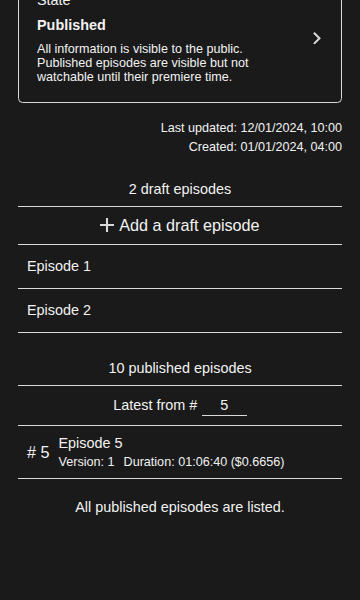 State
Published
All information is visible to the public.
Published episodes are visible but not
watchable until their premiere time.
Last updated: 12/01/2024, 10:00
Created: 01/01/2024, 04:00
2 draft episodes
Add a draft episode
Episode 1
Episode 2
10 published episodes
Latest from # 5
# 5
Episode 5
Version: 1 Duration: 01:06:40 ($0.6656)
All published episodes are listed.